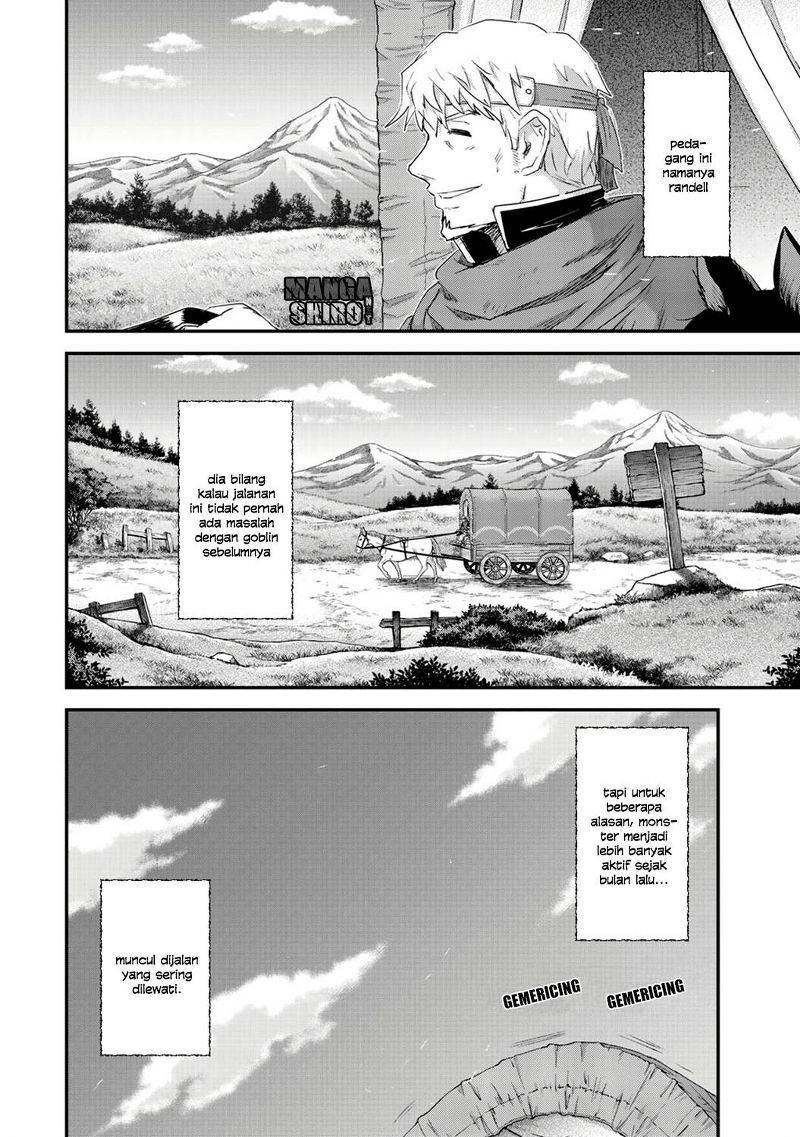 peda-
gang ini
namanya
randell
MANGA
SHIRO!
dia bilang
kalau jalanan
ini tidak pernah
ada masalah
dengan goblin
sebelumnya
tapi untuk
beberapa
alasan, mons-
ter menjadi
lebih banyak
aktif sejak
bulan lalu...
muncul dijalan
yang sering
dilewati.
GEMERICING
GEMERICING